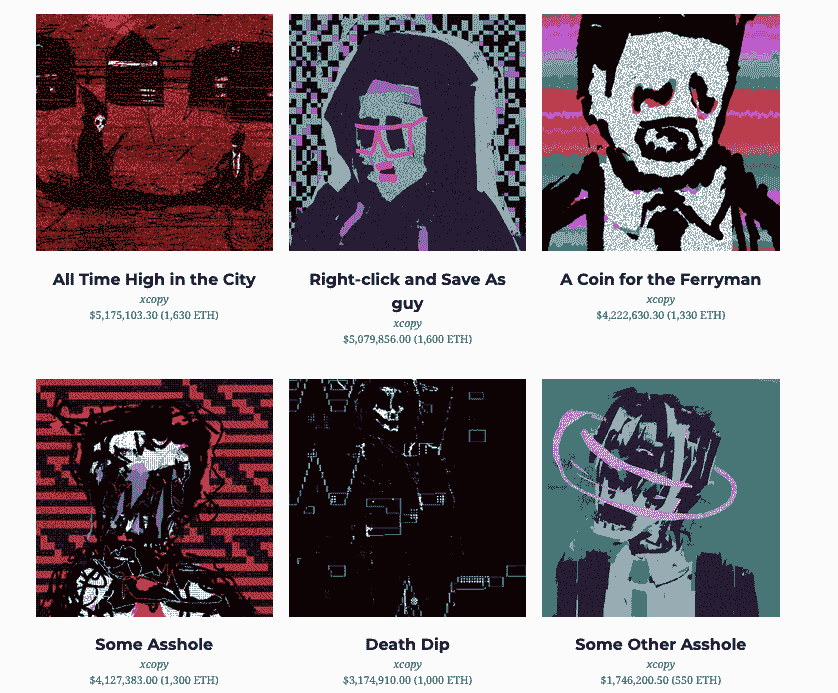 All Time High in the City
xcopy
$5,175,103.30 (1,630 ETH)
Right-click and Save As
guy
xcopy
$5,079,856.00 (1,600 ETH)
A Coin for the Ferryman
xcopy
$4,222,630.30 (1,330 ETH)
Some Asshole
xcopy
$4,127,383.00 (1,300 ETH)
Death Dip
xcopy
$3,174,910.00 (1,000 ETH)
Some Other Asshole
xcopy
$1,746,200.50 (550 ETH)